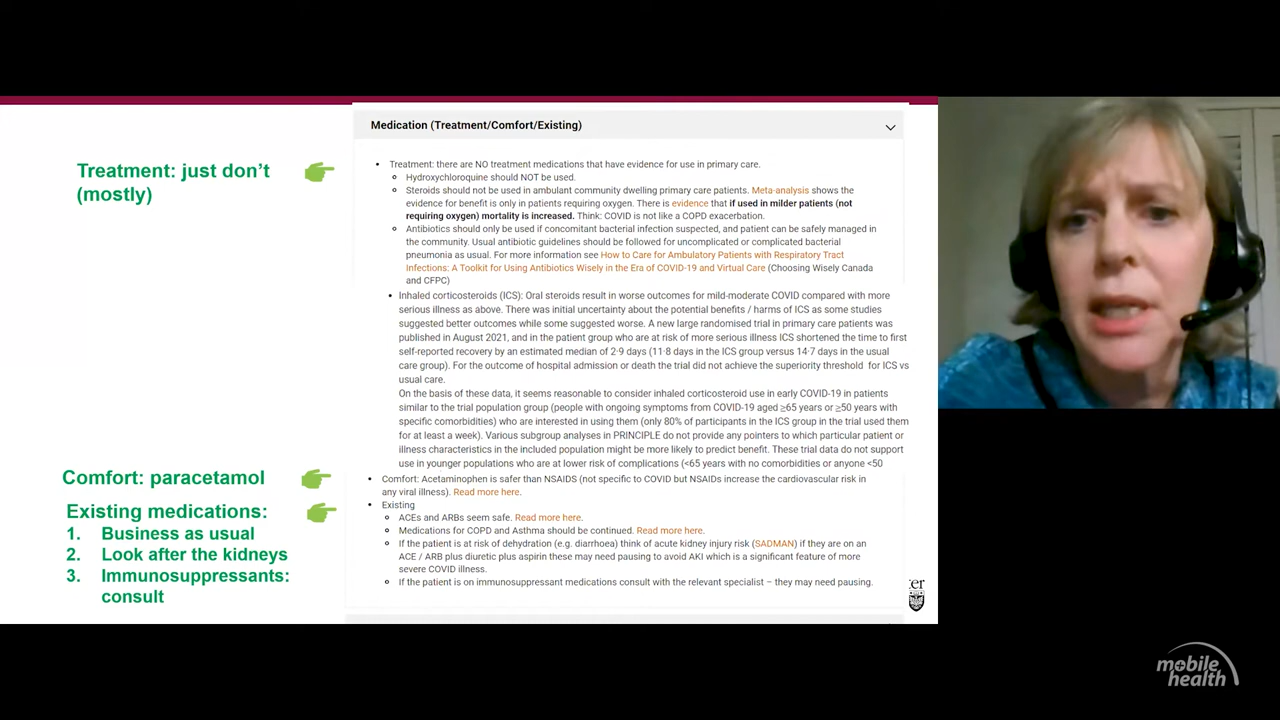 Medication (Treatment/Comfort/Existing)
Treatment: just don't
(mostly)
• Treatment: there are NO treatment medications that have evidence for use in primary care.
Hydroxychloroquine should NOT be used.
Steroids should not be used in ambulant community dwelling primary care patients. Meta-analysis shows the
evidence for benefit is only in patients requiring oxygen. There is evidence that if used in milder patients (not
requiring oxygen) mortality is increased. Think: COVID is not like a COPD exacerbation.
Antibiotics should only be used if concomitant bacterial infection suspected, and patient can be safely managed in
the community. Usual antibiotic guidelines should be followed for uncomplicated or complicated bacterial
pneumonia as usual. For more information see How to Care for Ambulatory Patients with Respiratory Tract
Infections: A Toolkit for Using Antibiotics Wisely in the Era of COVID-19 and Virtual Care (Choosing Wisely Canada
and CFPC)
• Inhaled corticosteroids (ICS): Oral steroids result in worse outcomes for mild-moderate COVID compared with more
serious illness as above. There was initial uncertainty about the potential benefits / harms of ICS as some studies
suggested better outcomes while some suggested worse. A new large randomised trial in primary care patients was
published in August 2021, and in the patient group who are at risk of more serious illness ICS shortened the time to first
self-reported recovery by an estimated median of 2·9 days (11·8 days in the ICS group versus 14·7 days in the usual
care group). For the outcome of hospital admission or death the trial did not achieve the superiority threshold for ICS vs
usual care.
On the basis of these data, it seems reasonable to consider inhaled corticosteroid use in early COVID-19 in patients
similar to the trial population group (people with ongoing symptoms from COVID-19 aged ≥65 years or ≥50 years with
specific comorbidities) who are interested in using them (only 80% of participants in the ICS group in the trial used them
for at least a week). Various subgroup analyses in PRINCIPLE do not provide any pointers to which particular patient or
illness characteristics in the included population might be more likely to predict benefit. These trial data do not support
use in younger populations who are at lower risk of complications (<65 years with no comorbidities or anyone <50
Comfort: paracetamol
• Comfort: Acetaminophen is safer than NSAIDS (not specific to COVID but NSAIDs increase the cardiovascular risk in
any viral illness). Read more here.
Existing medications:
1. Business as usual
2. Look after the kidneys
3. Immunosuppressants:
consult
• Existing
ACEs and ARBs seem safe. Read more here.
Medications for COPD and Asthma should be continued. Read more here.
If the patient is at risk of dehydration (e.g. diarrhoea) think of acute kidney injury risk (SADMAN) if they are on an
ACE / ARB plus diuretic plus aspirin these may need pausing to avoid AKI which is a significant feature of more
severe COVID illness.
If the patient is on immunosuppressant medications consult with the relevant specialist – they may need pausing.
mobile
health